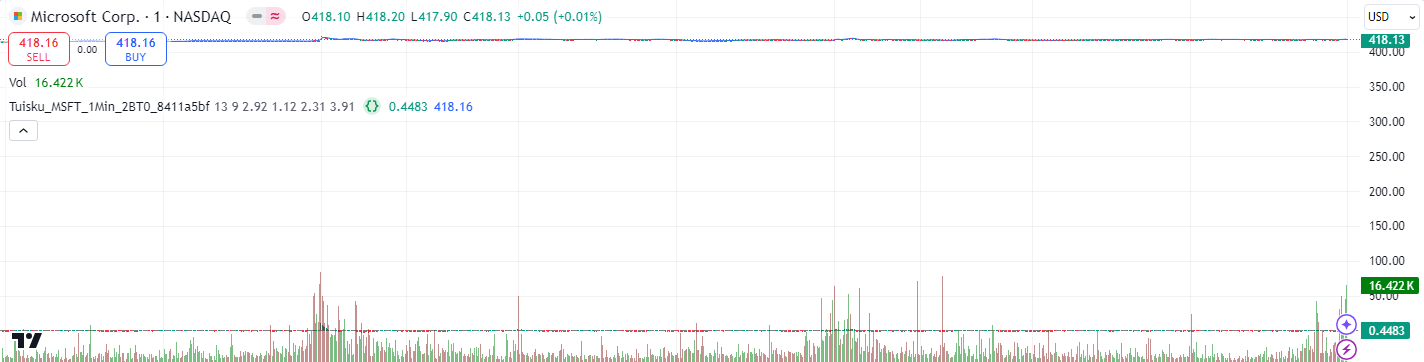 Microsoft Corp. · 1 · NASDAQ O418.10 H418.20 L417.90 C418.13 +0.05 (+0.01%)
USD
418.16 SELL
0.00
418.16 BUY
418.13
400.00
Vol 16.422 K
350.00
Tuisku_MSFT_1Min_2BT0_8411a5bf 13 9 2.92 1.12 2.31 3.91 {} 0.4483 418.16
300.00
250.00
200.00
150.00
100.00
16.422 K
50.00
0.4483